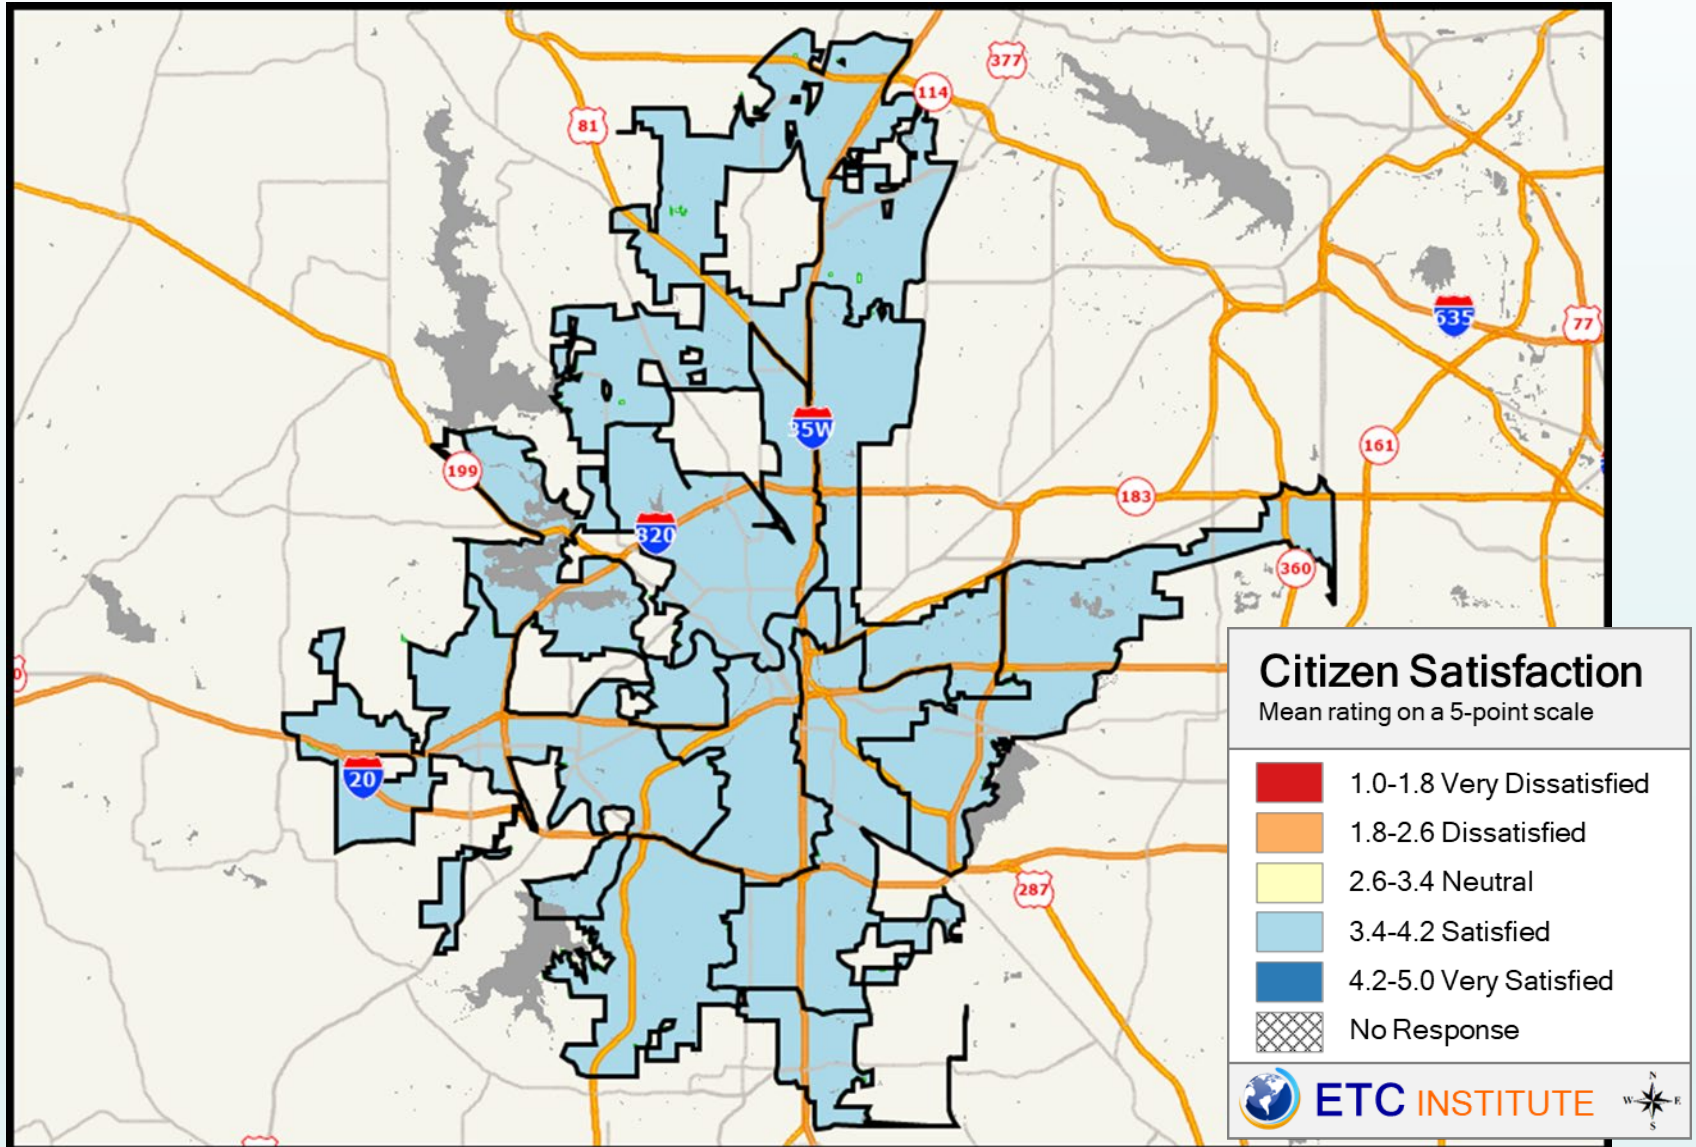 377
114
81
635
77
35W
161
199
183
820
360
20
287
0
Citizen Satisfaction
Mean rating on a 5-point scale
1.0-1.8 Very Dissatisfied
1.8-2.6 Dissatisfied
2.6-3.4 Neutral
3.4-4.2 Satisfied
4.2-5.0 Very Satisfied
No Response
ETC INSTITUTE
N
W E
S